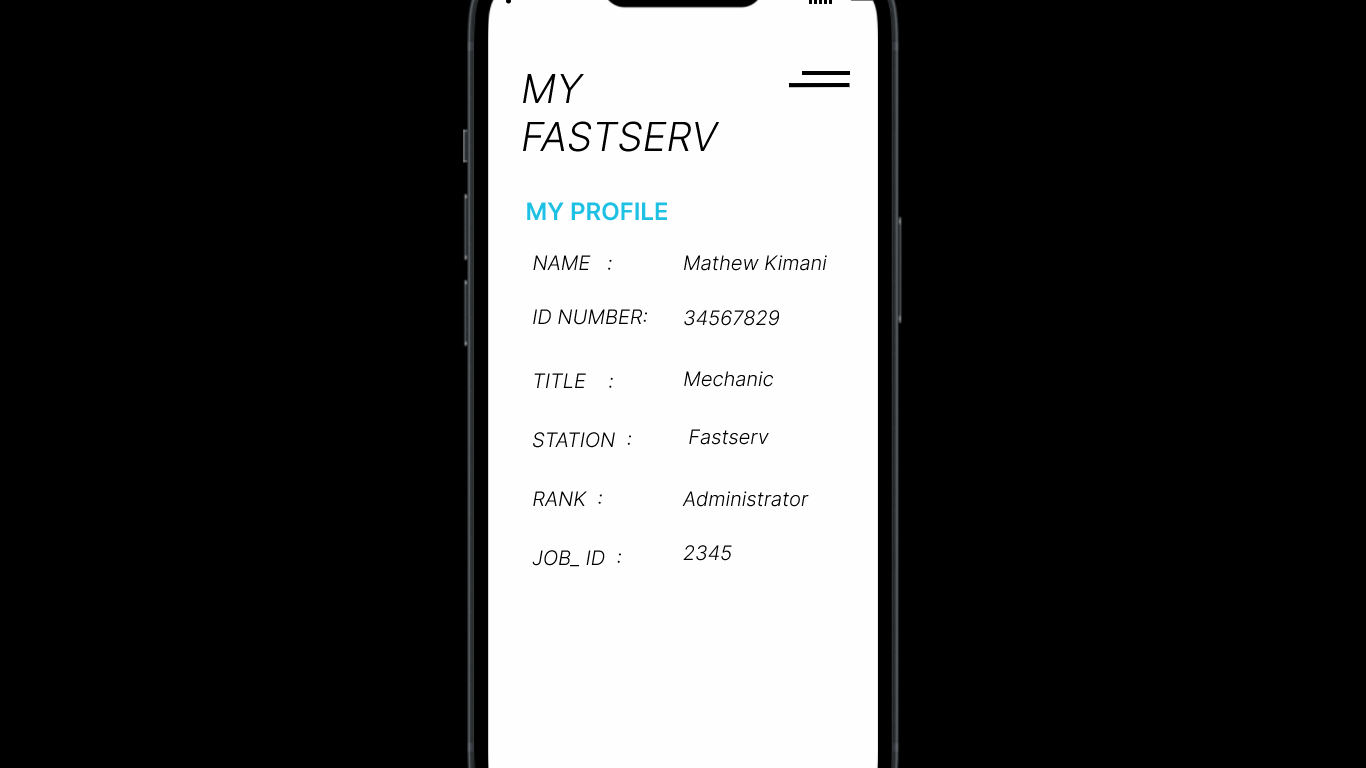 MY
FASTSERV
MY PROFILE
NAME : Mathew Kimani
ID NUMBER: 34567829
TITLE : Mechanic
STATION : Fastserv
RANK : Administrator
JOB_ ID : 2345